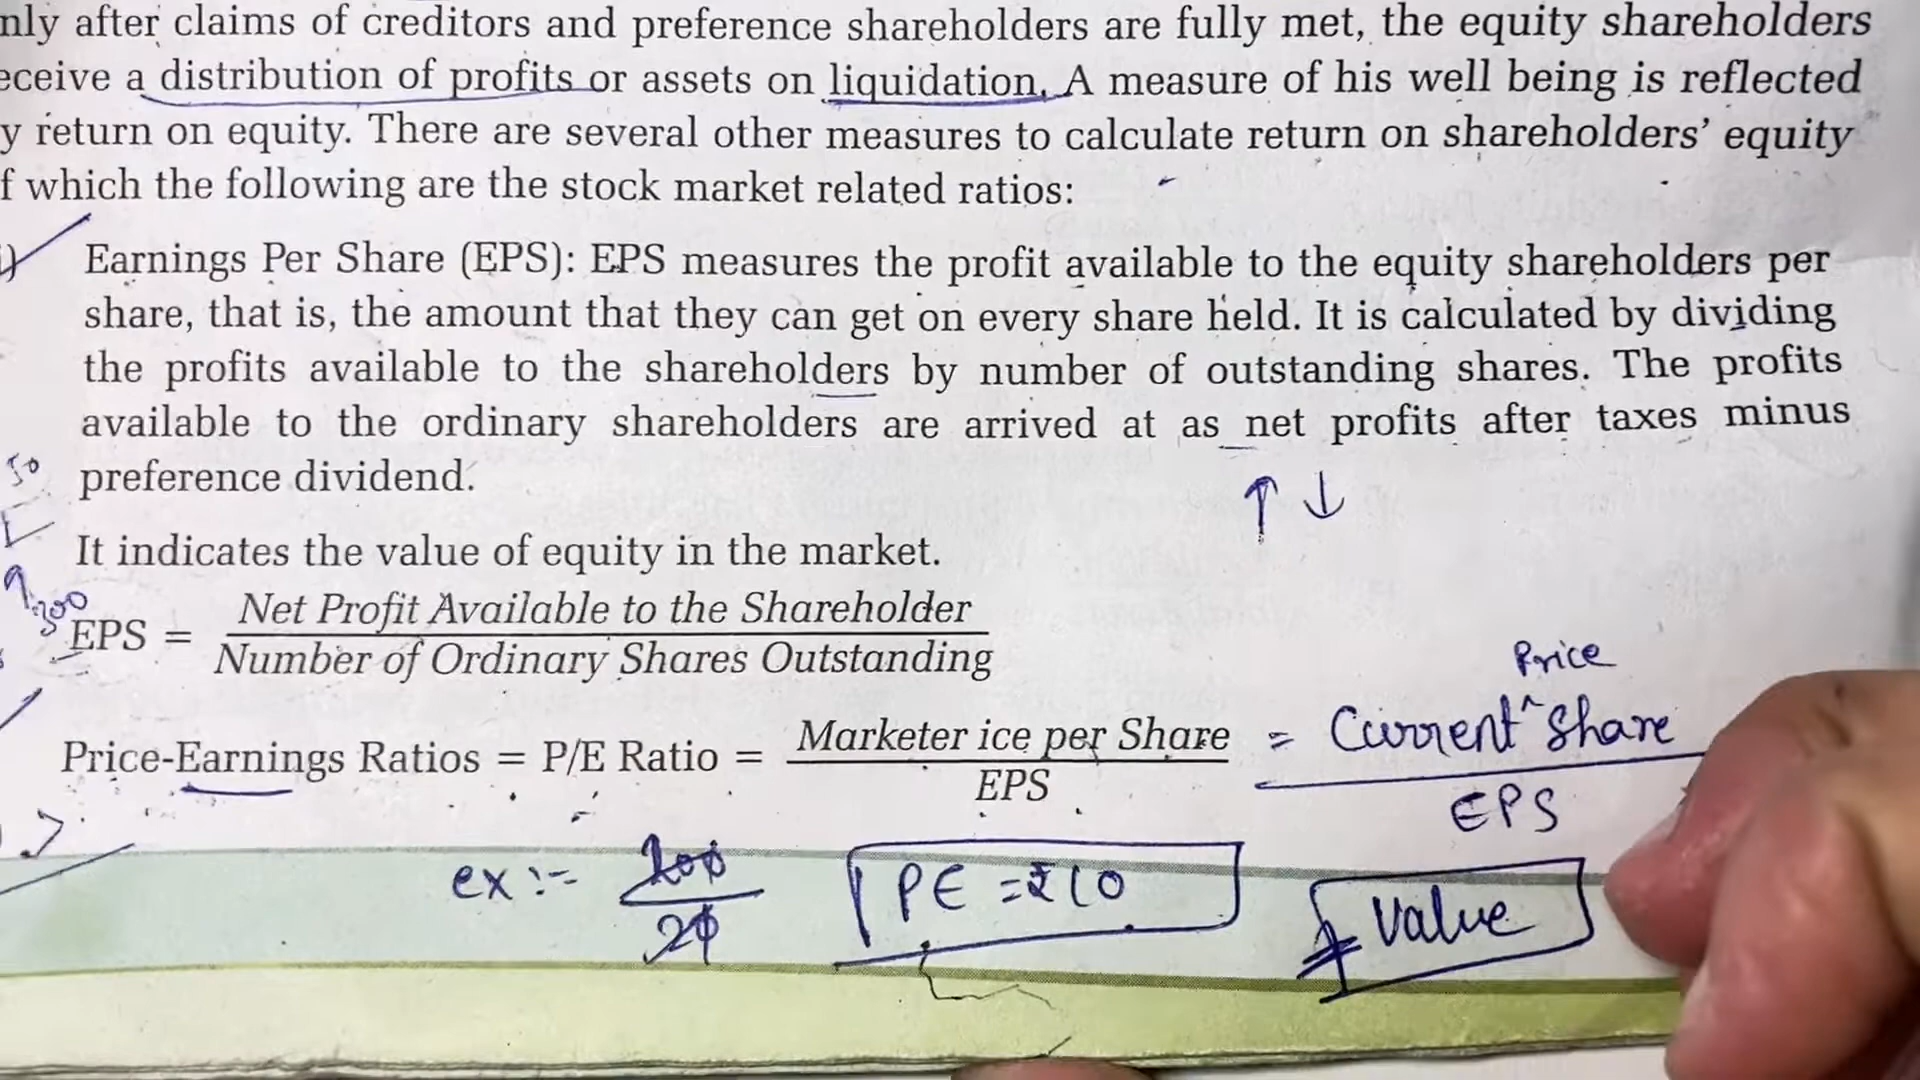 nly after claims of creditors and preference shareholders are fully met, the equity shareholders
eceive a distribution of profits or assets on liquidation. A measure of his well being is reflected
y return on equity. There are several other measures to calculate return on shareholders' equity
f which the following are the stock market related ratios:
Earnings Per Share (EPS): EPS measures the profit available to the equity shareholders per
share, that is, the amount that they can get on every share held. It is calculated by dividing
the profits available to the shareholders by number of outstanding shares. The profits
available to the ordinary shareholders are arrived at as net profits after taxes minus
50
preference dividend.
↑ ↓
It indicates the value of equity in the market.
EPS = Net Profit Available to the Shareholder
Number of Ordinary Shares Outstanding
Price
Price-Earnings Ratios = P/E Ratio = Marketer ice per Share = Current ^ Share
EPS EPS
ex :- 200
20
PE = ₹10
Value